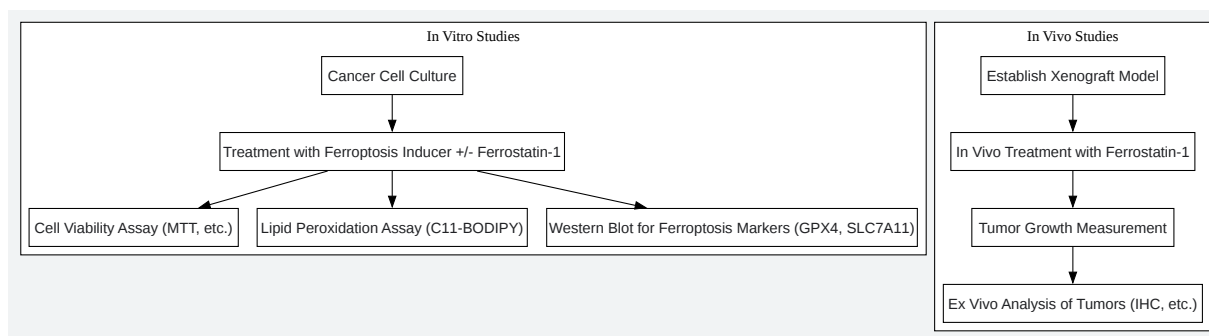 In Vitro Studies
Cancer Cell Culture
Treatment with Ferroptosis Inducer +/- Ferrostatin-1
Cell Viability Assay (MTT, etc.)
Lipid Peroxidation Assay (C11-BODIPY)
Western Blot for Ferroptosis Markers (GPX4, SLC7A11)
In Vivo Studies
Establish Xenograft Model
In Vivo Treatment with Ferrostatin-1
Tumor Growth Measurement
Ex Vivo Analysis of Tumors (IHC, etc.)